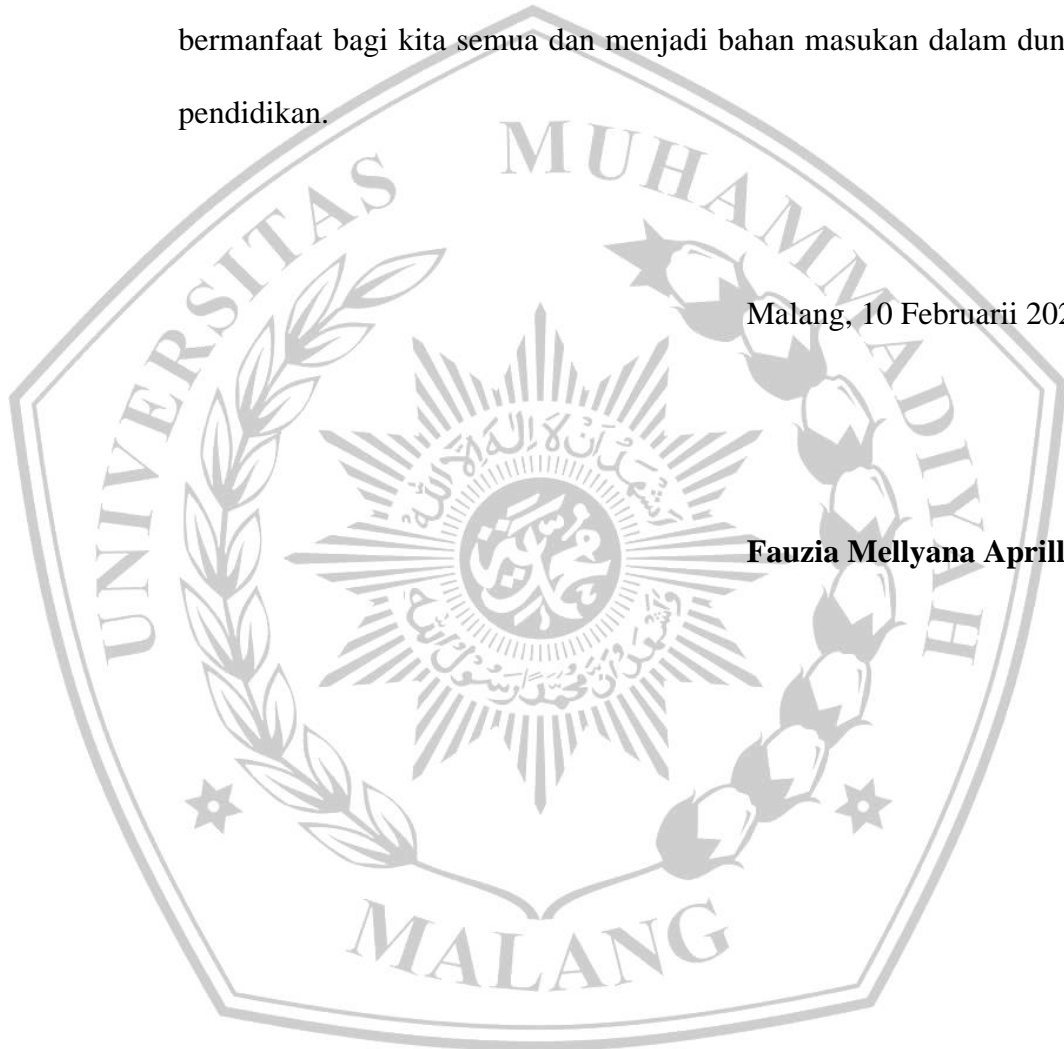 bermanfaat bagi kita semua dan menjadi bahan masukan dalam dun
pendidikan.
UNIVERSITAS MUHAMMADIYAH
Malang, 10 Februarii 202
Fauzia Mellyana Aprill
MALANG